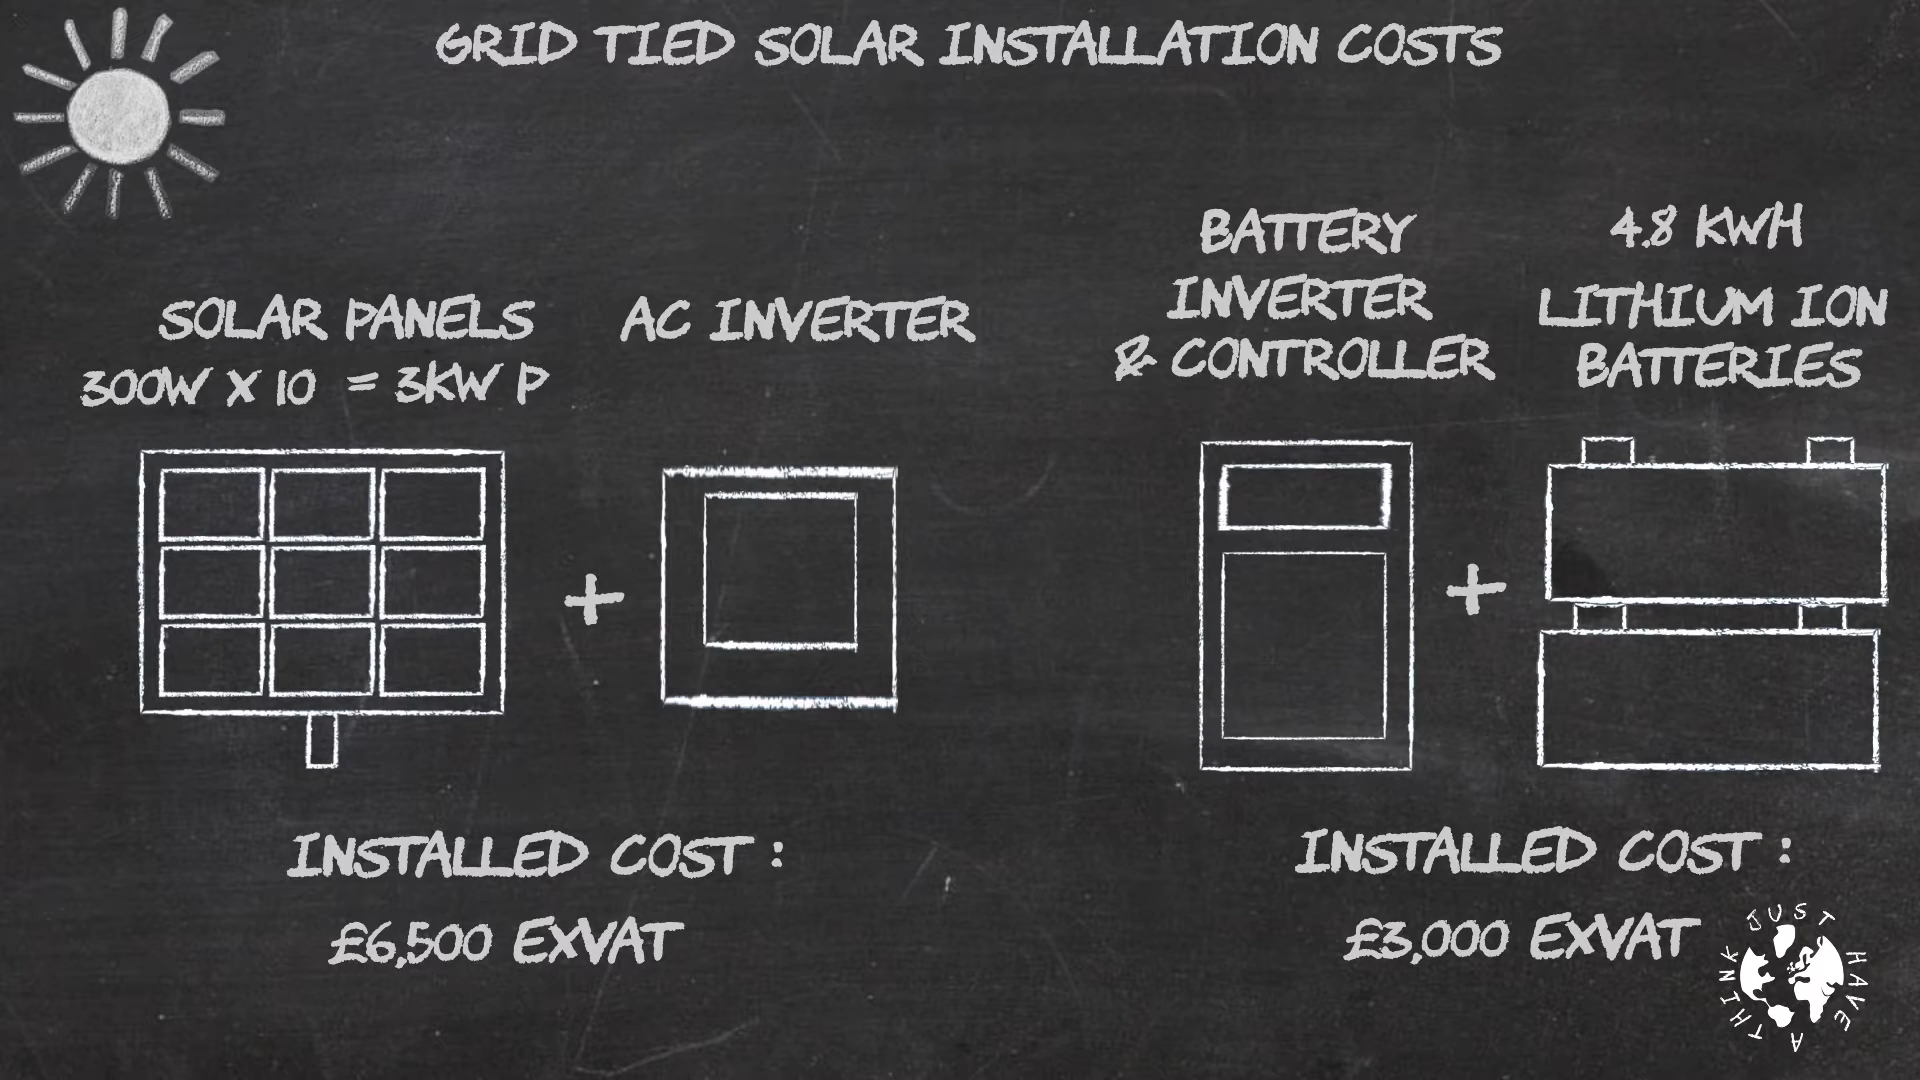 GRID TIED SOLAR INSTALLATION COSTS
SOLAR PANELS
300W X 10 = 3KW P
AC INVERTER
BATTERY
INVERTER
& CONTROLLER
4.8 KWH
LITHIUM ION
BATTERIES
+
+
INSTALLED COST :
£6,500 EXVAT
INSTALLED COST :
£3,000 EXVAT
JUST HAVE A THINK